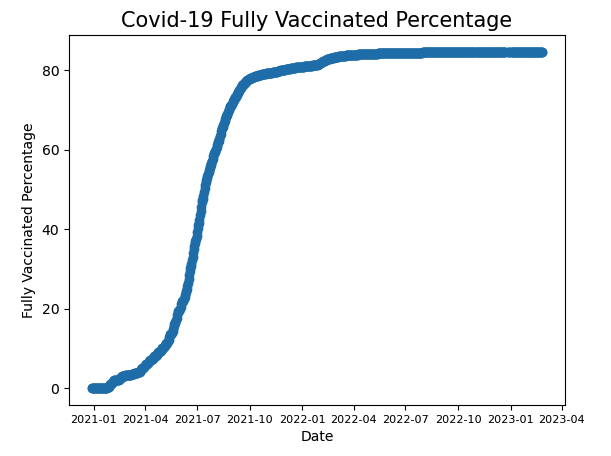 Covid-19 Fully Vaccinated Percentage
Fully Vaccinated Percentage
80
60
40
20
0
2021-01 2021-04 2021-07 2021-10 2022-01 2022-04 2022-07 2022-10 2023-01 2023-04
Date